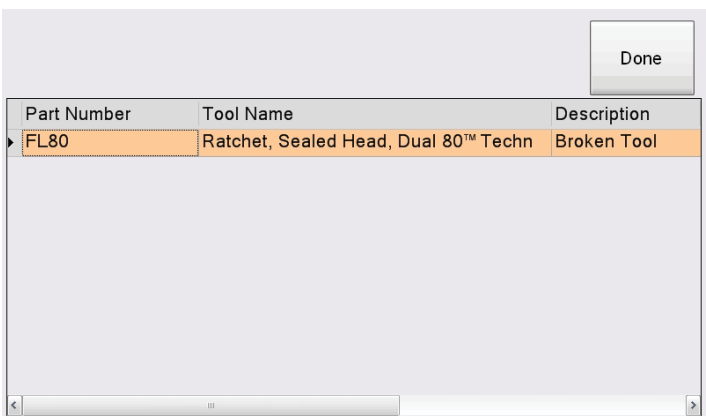 Done
Part Number Tool Name Description
FL80 Ratchet, Sealed Head, Dual 80™ Techn Broken Tool